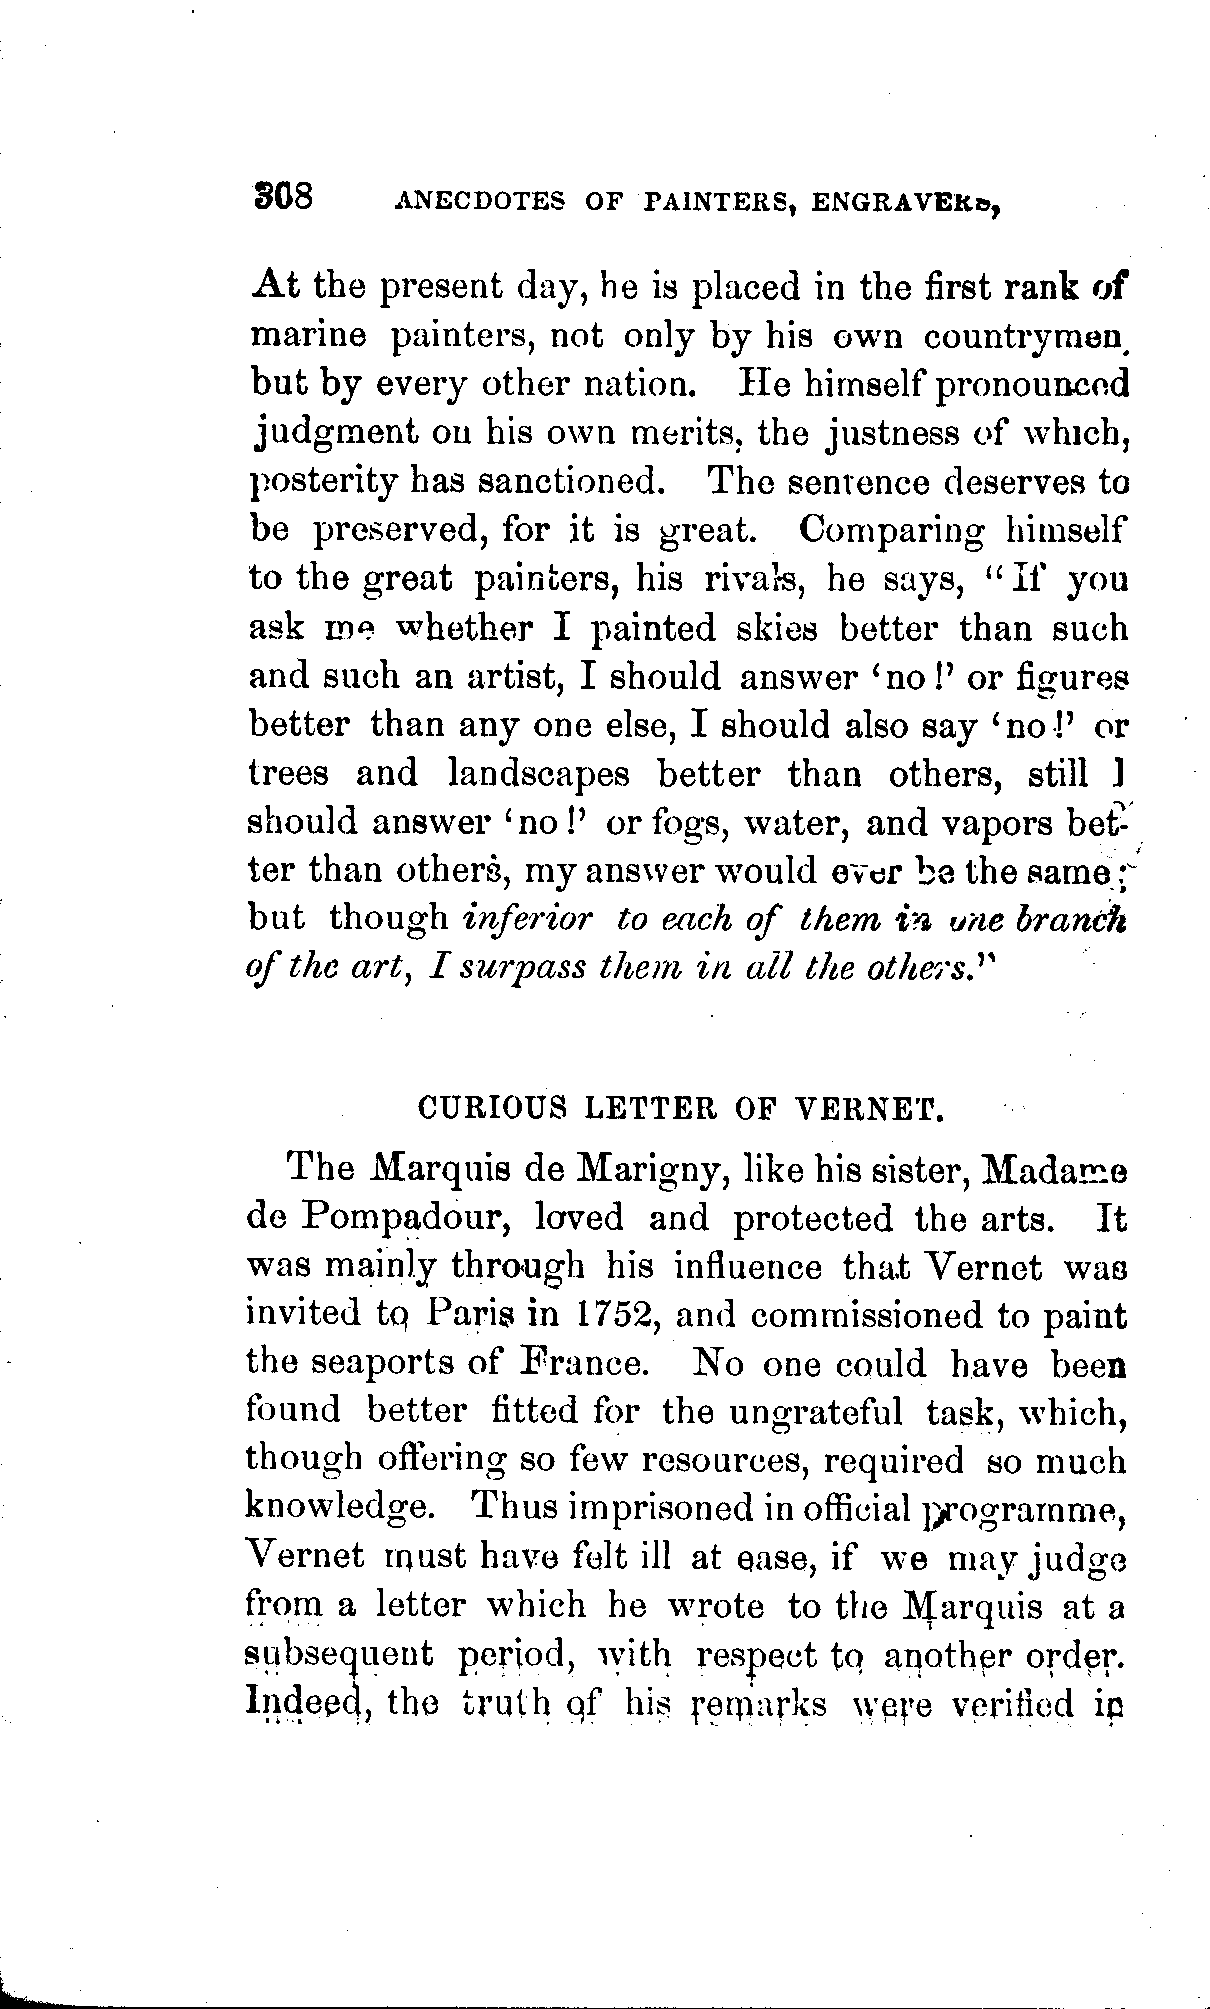 308 ANECDOTES OF PAINTERS, ENGRAVERS,
At the present day, he is placed in the first rank of
marine painters, not only by his own countrymen,
but by every other nation. He himself pronounced
judgment on his own merits, the justness of which,
posterity has sanctioned. The sentence deserves to
be preserved, for it is great. Comparing himself
to the great painters, his rivals, he says, "If you
ask me whether I painted skies better than such
and such an artist, I should answer 'no!' or figures
better than any one else, I should also say 'no!' or
trees and landscapes better than others, still I
should answer 'no!' or fogs, water, and vapors bet-
ter than others, my answer would ever be the same;
but though inferior to each of them in one branch
of the art, I surpass them in all the others."
CURIOUS LETTER OF VERNET.
The Marquis de Marigny, like his sister, Madame
de Pompadour, loved and protected the arts. It
was mainly through his influence that Vernet was
invited to Paris in 1752, and commissioned to paint
the seaports of France. No one could have been
found better fitted for the ungrateful task, which,
though offering so few resources, required so much
knowledge. Thus imprisoned in official programme,
Vernet must have felt ill at ease, if we may judge
from a letter which he wrote to the Marquis at a
subsequent period, with respect to another order.
Indeed, the truth of his remarks were verified in